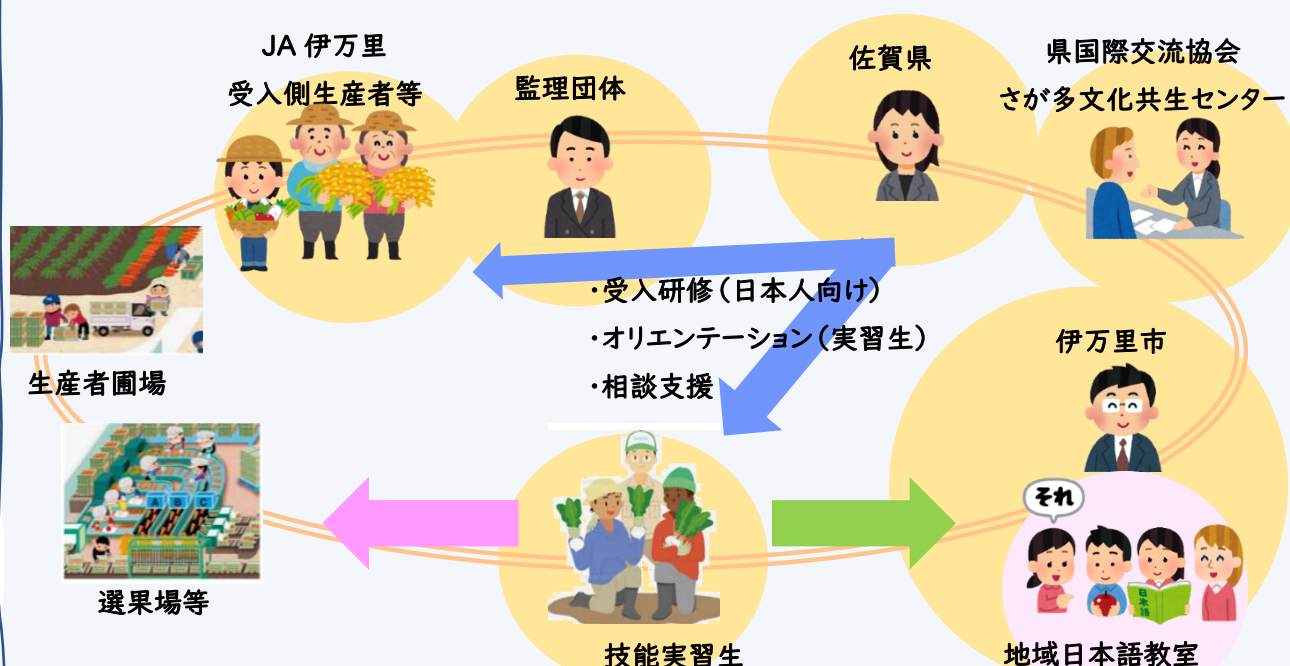 JA 伊万里
受入側生産者等
監理団体
佐賀県
県国際交流協会
さが多文化共生センター
・受入研修（日本人向け）
・オリエンテーション（実習生）
・相談支援
伊万里市
生産者圃場
それ
A B C
日本語
選果場等
技能実習生
地域日本語教室